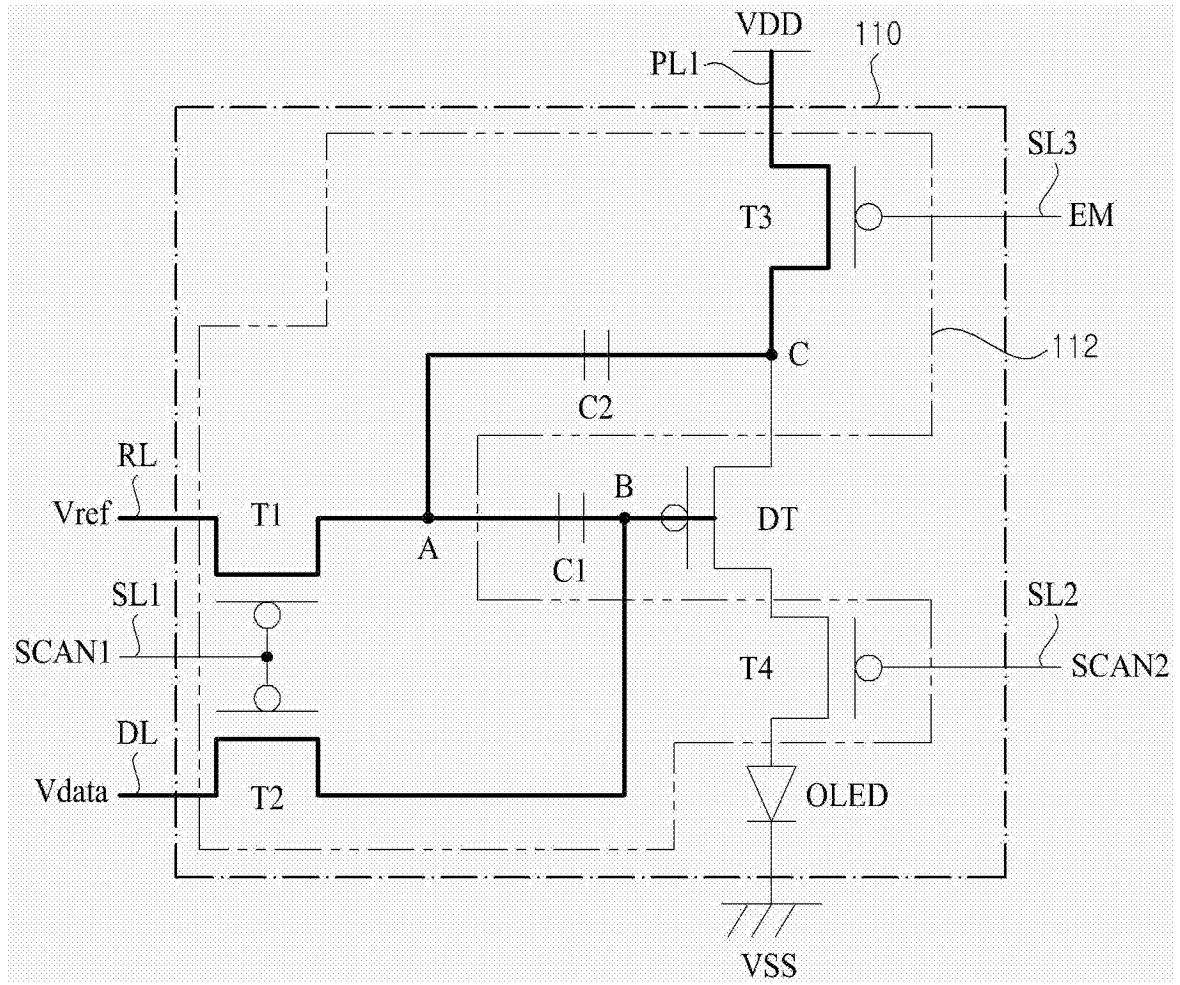 VDD
110
PL1
SL3
T3
EM
C
112
C2
RL
B
Vref
T1
DT
A
C1
SL1
SL2
SCAN1
T4
SCAN2
DL
Vdata
T2
OLED
VSS